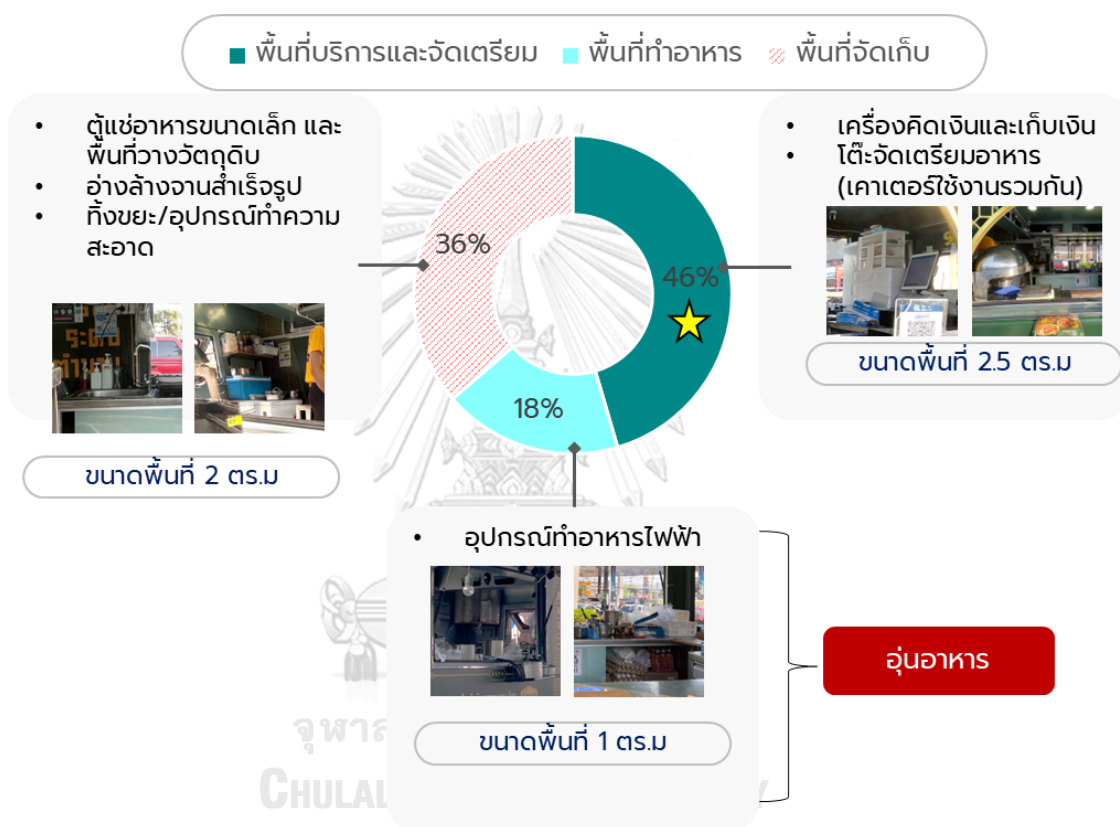 พื้นที่บริการและจัดเตรียม พื้นที่ทำอาหาร พื้นที่จัดเก็บ
• ตู้แช่อาหารขนาดเล็ก และ
พื้นที่วางวัตถุดิบ
• อ่างล้างจานสำเร็จรูป
• ทิ้งขยะ/อุปกรณ์ทำความ
สะอาด
ขนาดพื้นที่ 2 ตร.ม
36%
46%
18%
• เครื่องคิดเงินและเก็บเงิน
• โต๊ะจัดเตรียมอาหาร
(เคาเตอร์ใช้งานรวมกัน)
ขนาดพื้นที่ 2.5 ตร.ม
• อุปกรณ์ทำอาหารไฟฟ้า
ขนาดพื้นที่ 1 ตร.ม
อุ่นอาหาร
จุฬาล
CHULAL
Y